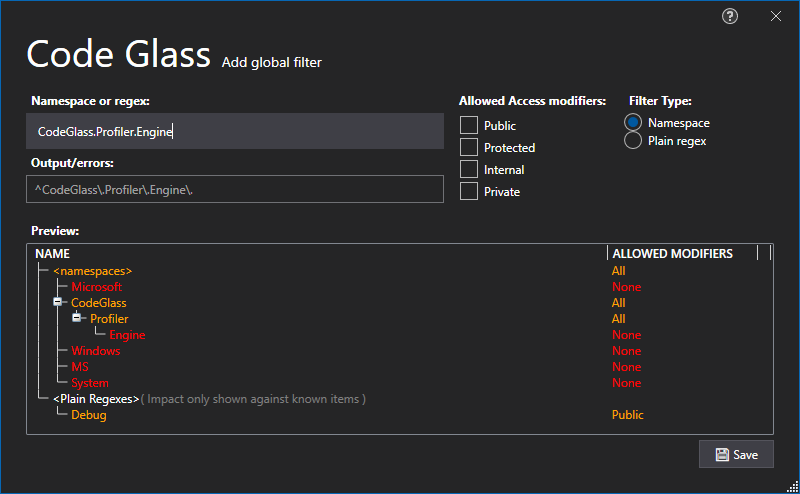 Code Glass Add global filter
Namespace or regex:
CodeGlass.Profiler.Engine
Output/errors:
^CodeGlass\.Profiler\.Engine\.
Allowed Access modifiers:
Public
Protected
Internal
Private
Filter Type:
Namespace
Plain regex
Preview:
NAME ALLOWED MODIFIERS
<namespaces> All
Microsoft None
CodeGlass All
Profiler All
Engine None
Windows None
MS None
System None
<Plain Regexes>( Impact only shown against known items )
Debug Public
Save